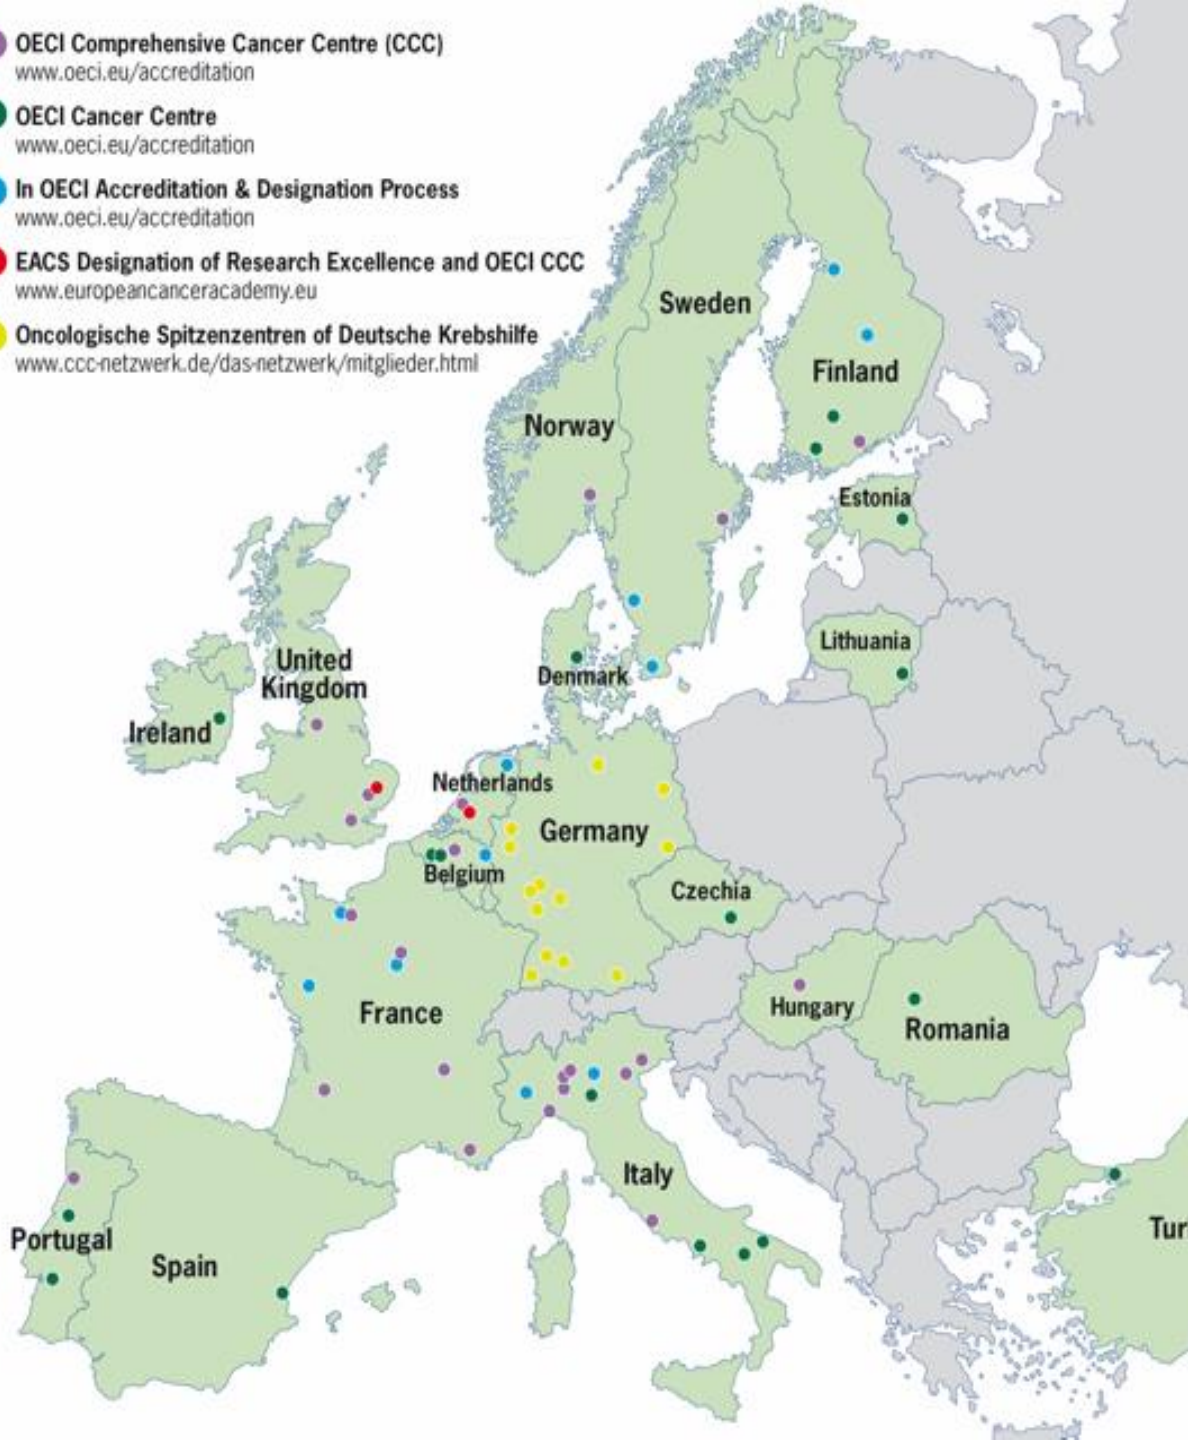 OECI Comprehensive Cancer Centre (CCC)
www.oeci.eu/accreditation
OECI Cancer Centre
www.oeci.eu/accreditation
In OECI Accreditation & Designation Process
www.oeci.eu/accreditation
EACS Designation of Research Excellence and OECI CCC
www.europeancanceracademy.eu
Oncologische Spitzenzentren of Deutsche Krebshilfe
www.ccc-netzwerk.de/das-netzwerk/mitglieder.html
Sweden
Finland
Norway
Estonia
Lithuania
United
Kingdom
Denmark
Ireland
Netherlands
Germany
Belgium
Czechia
France
Hungary
Romania
Italy
Portugal
Spain
Tur